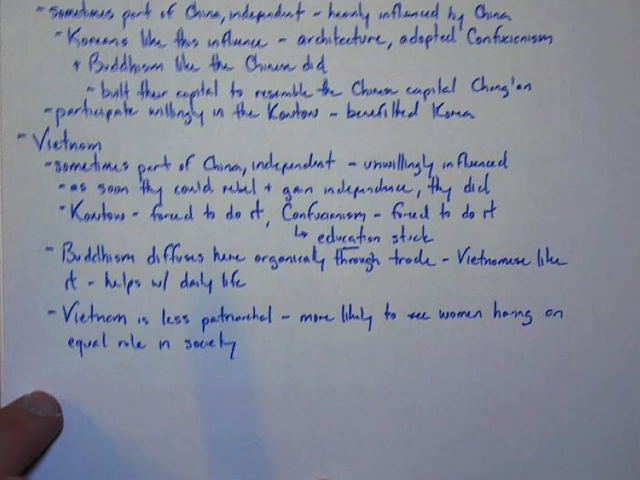 - sometimes part of China, independent - heavily influenced by China
- Koreans like this influence - architecture, adopted Confucionism
+ Buddhism like the Chinese did
- built their capital to resemble the Chinese capital Chang'an
- participate willingly in the Kowtow - benefitted Korea
- Vietnam
- sometimes part of China, independent - unwillingly influenced
- as soon they could rebel + gain independence, they did
- Kowtow - forced to do it, Confucionism - forced to do it
↳ education stuck
- Buddhism diffuses here organically through trade - Vietnamese like
it - helps w/ daily life
- Vietnam is less patriarchal - more likely to see women having an
equal role in society